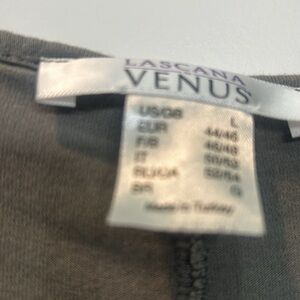 LASCANA
VENUS
US/GB L
EUR 44/46
F/R 46/48
IT 50/52
RU/UA 52/54
BR G
Made in Turkey